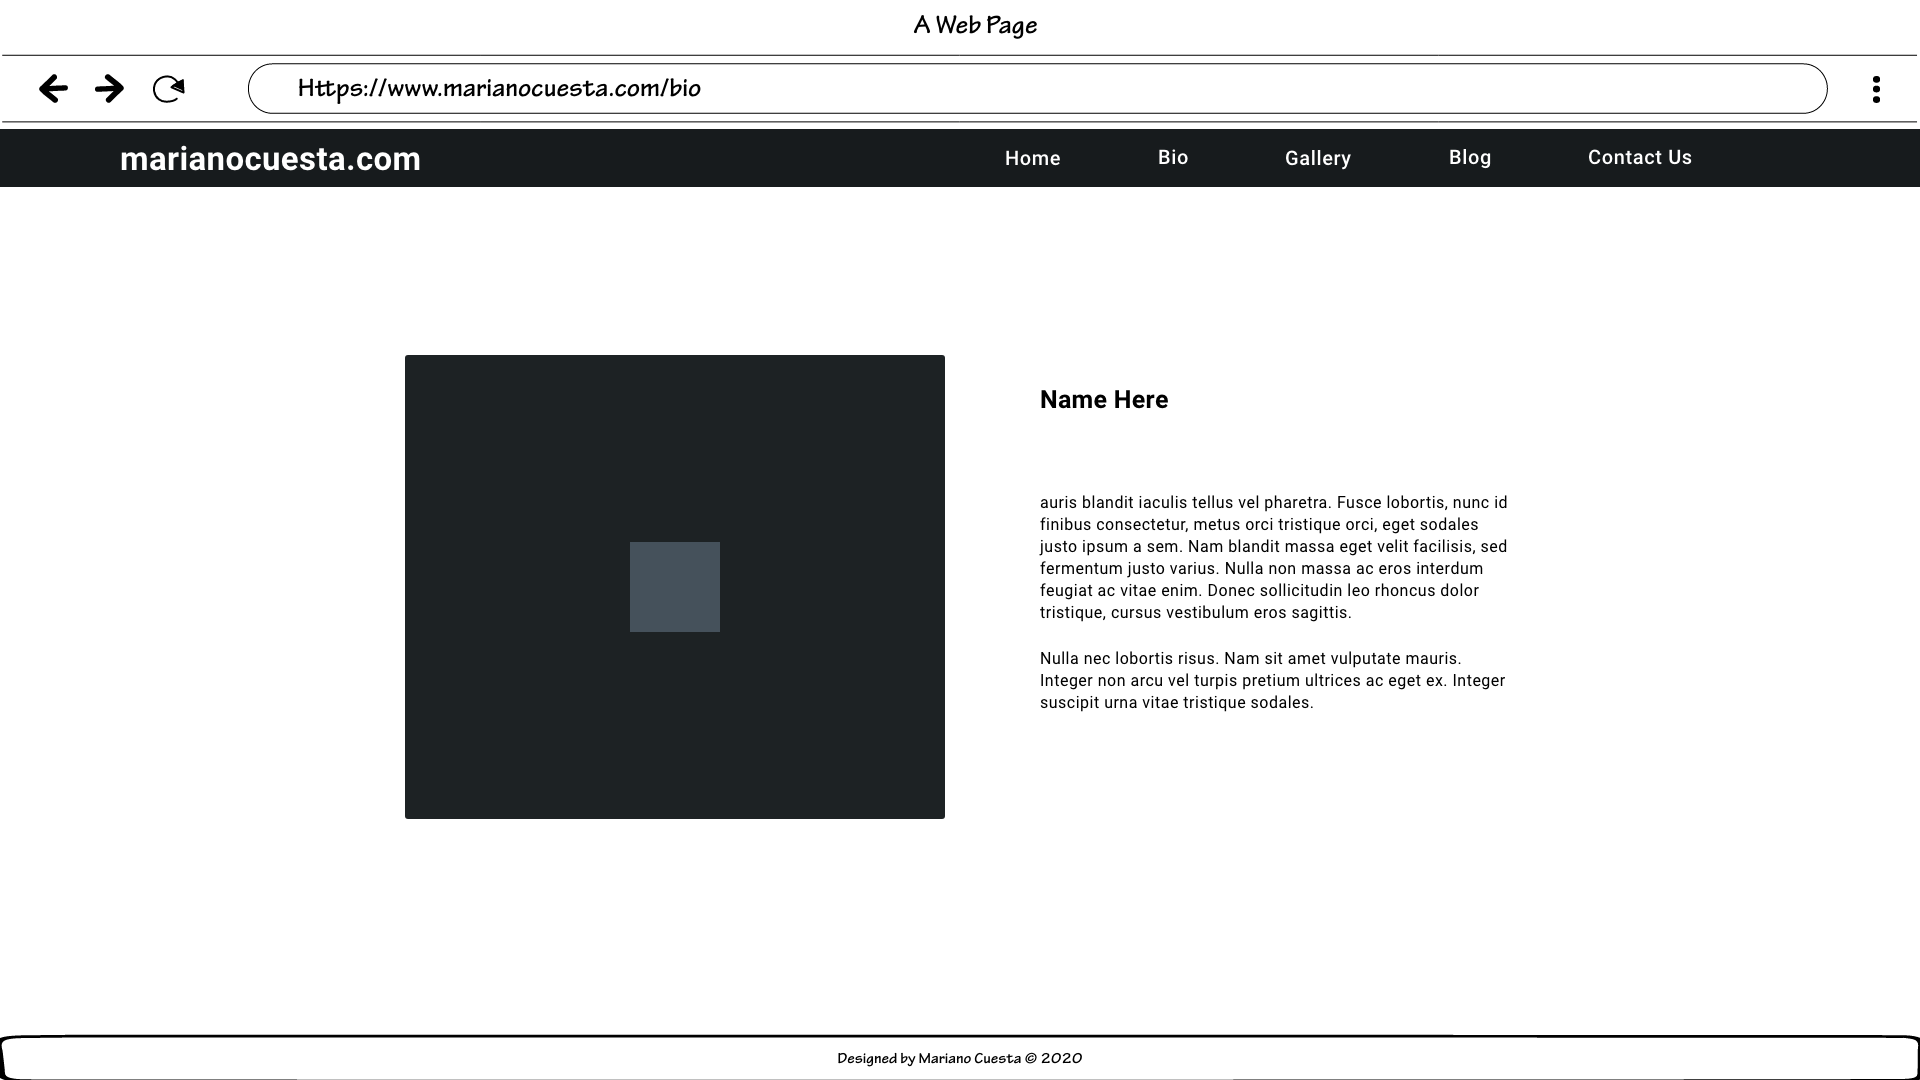 A Web Page
Https://www.marianocuesta.com/bio
marianocuesta.com
Home Bio Gallery Blog Contact Us
Name Here
auris blandit iaculis tellus vel pharetra. Fusce lobortis, nunc id
finibus consectetur, metus orci tristique orci, eget sodales
justo ipsum a sem. Nam blandit massa eget velit facilisis, sed
fermentum justo varius. Nulla non massa ac eros interdum
feugiat ac vitae enim. Donec sollicitudin leo rhoncus dolor
tristique, cursus vestibulum eros sagittis.
Nulla nec lobortis risus. Nam sit amet vulputate mauris.
Integer non arcu vel turpis pretium ultrices ac eget ex. Integer
suscipit urna vitae tristique sodales.
Designed by Mariano Cuesta © 2020